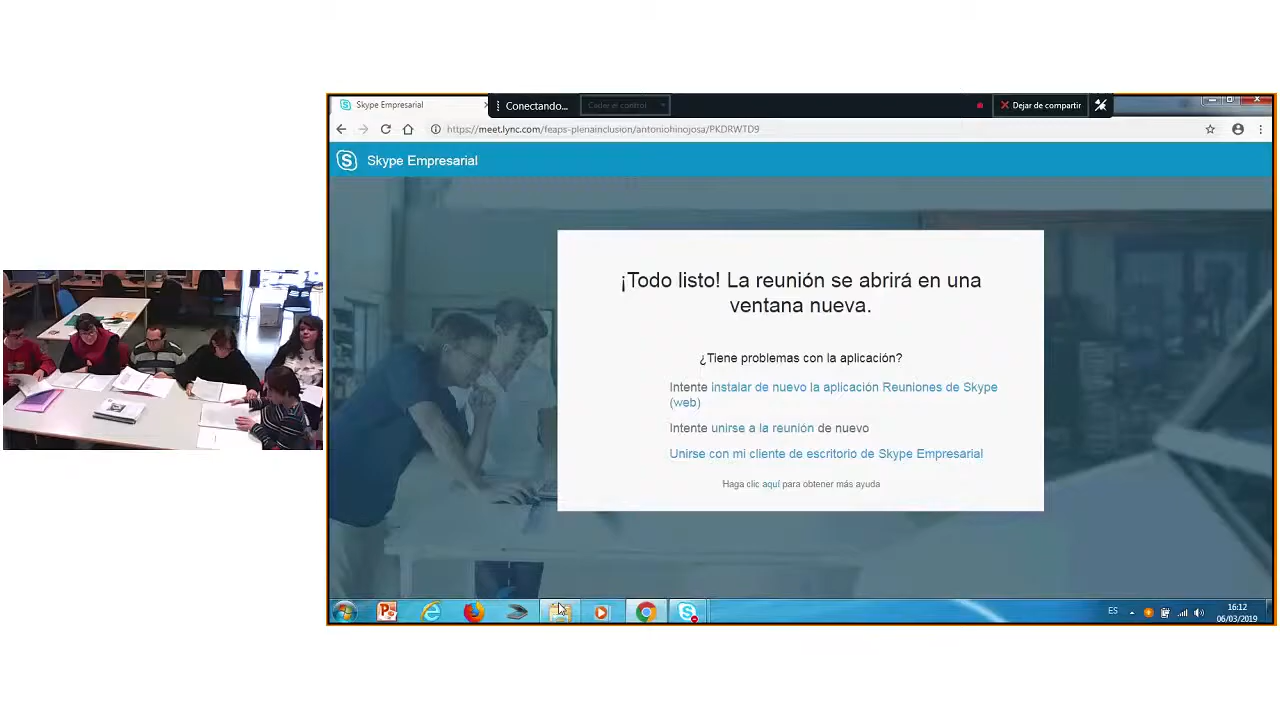 Skype Empresarial
Conectando...
Ceder el control
Dejar de compartir
https://meet.lync.com/feaps-plenainclusion/antoniohinojosa/PKDRWTD9
Skype Empresarial
¡Todo listo! La reunión se abrirá en una
ventana nueva.
¿Tiene problemas con la aplicación?
Intente instalar de nuevo la aplicación Reuniones de Skype
(web)
Intente unirse a la reunión de nuevo
Unirse con mi cliente de escritorio de Skype Empresarial
Haga clic aquí para obtener más ayuda
ES
16:12
06/03/2019